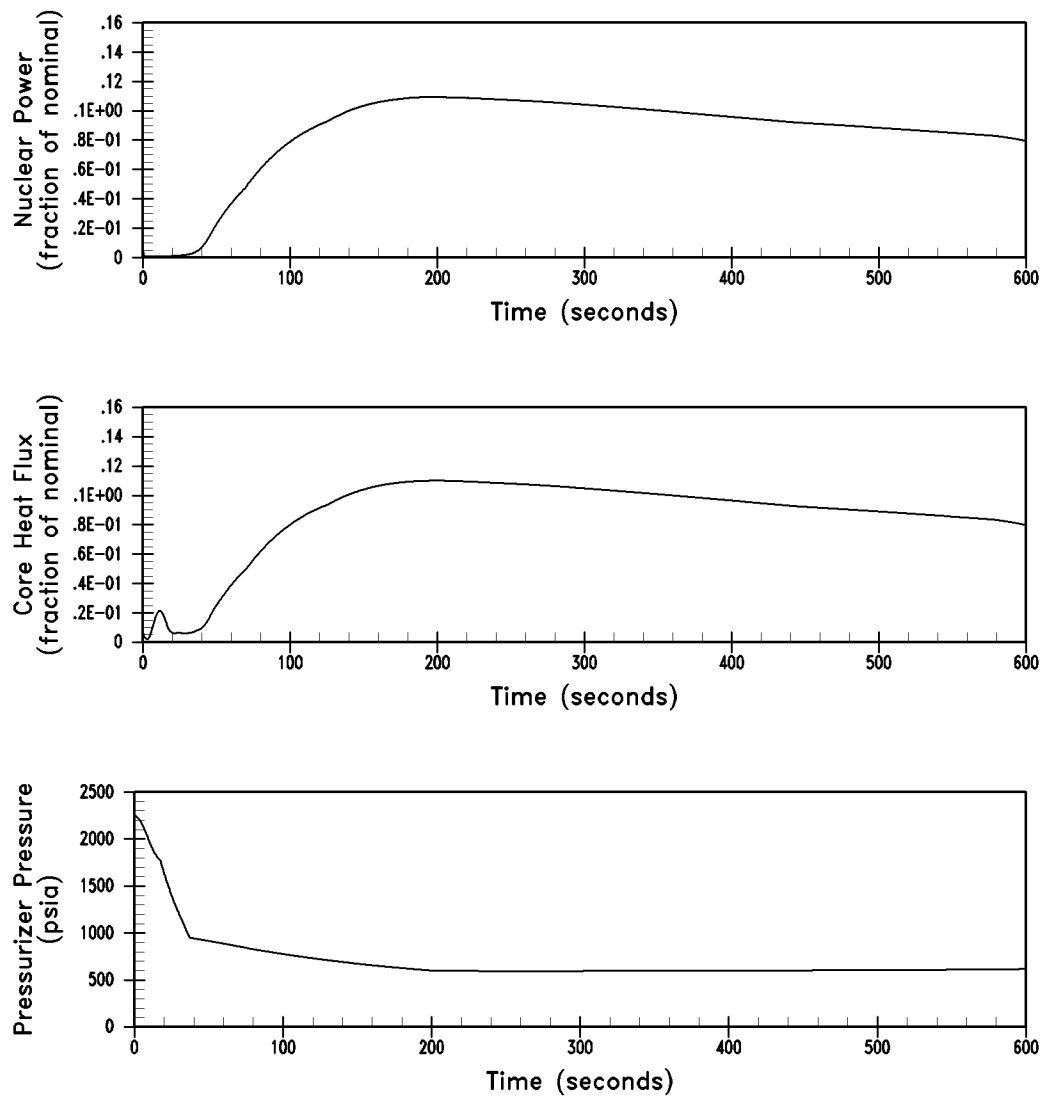 Nuclear Power
(fraction of nominal)
.16
.14
.12
.1E+00
.8E-01
.6E-01
.4E-01
.2E-01
0
0 100 200 300 400 500 600
Time (seconds)
Core Heat Flux
(fraction of nominal)
.16
.14
.12
.1E+00
.8E-01
.6E-01
.4E-01
.2E-01
0
0 100 200 300 400 500 600
Time (seconds)
Pressurizer Pressure
(psia)
2500
2000
1500
1000
500
0
0 100 200 300 400 500 600
Time (seconds)